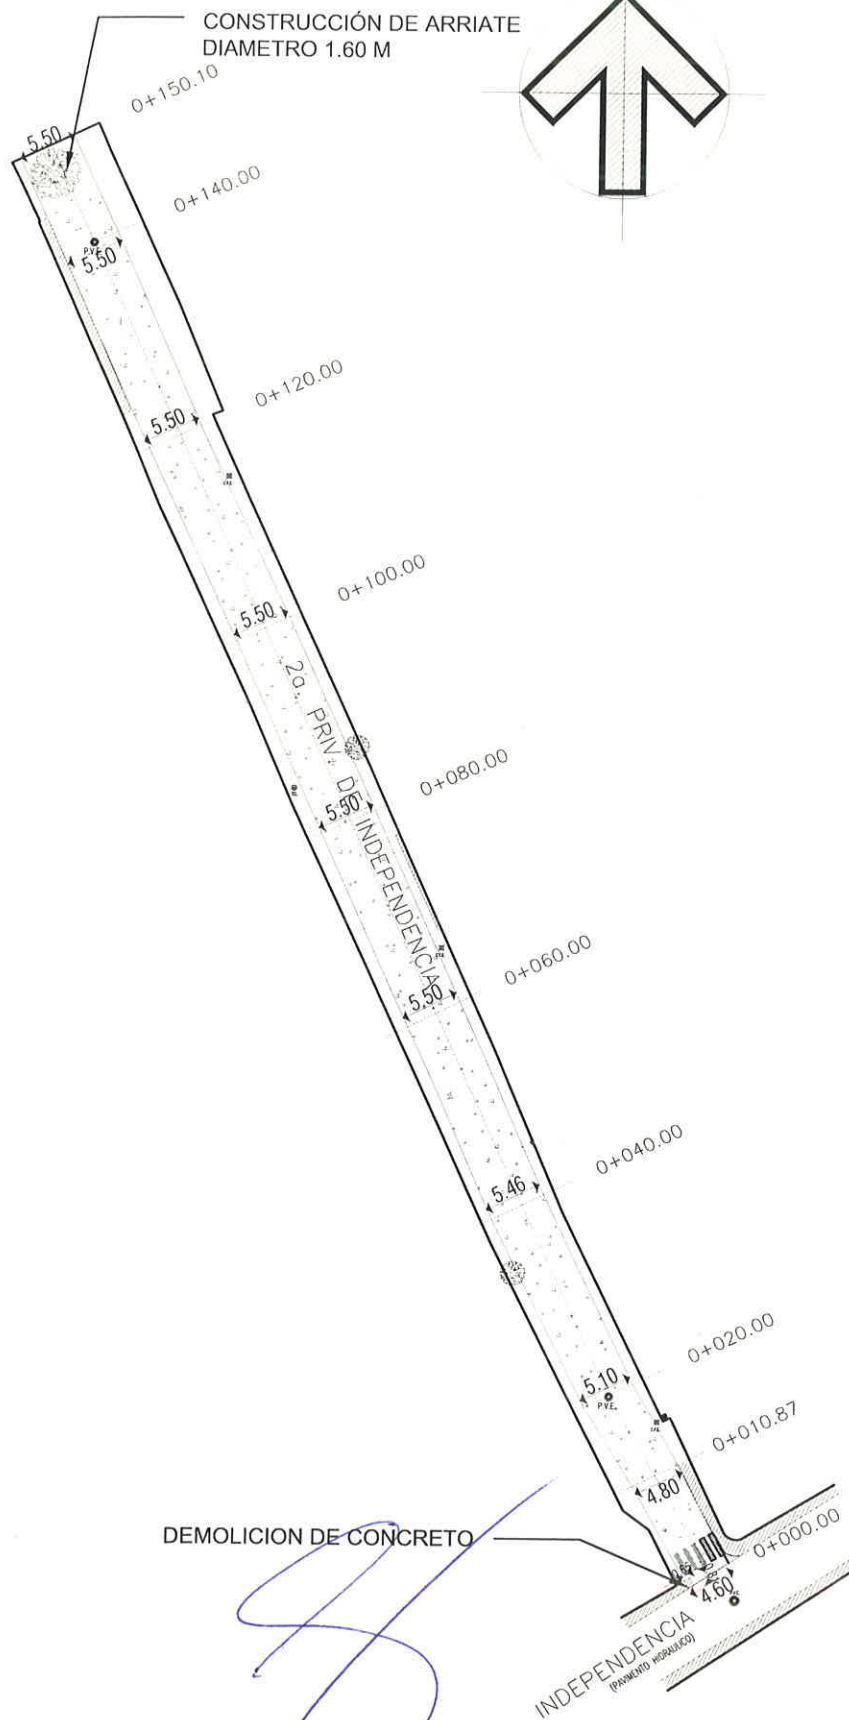 CONSTRUCCIÓN DE ARRIATE
DIAMETRO 1.60 M
0+150.10
5.50
0+140.00
P.V.E.
5.50
0+120.00
5.50
0+100.00
5.50
2a. PRIV. DE INDEPENDENCIA
0+080.00
5.50
0+060.00
5.50
0+040.00
5.46
0+020.00
5.10
P.V.E.
0+010.87
4.80
DEMOLICION DE CONCRETO
0+000.00
4.60
INDEPENDENCIA
(PAVIMENTO HIDRAULICO)